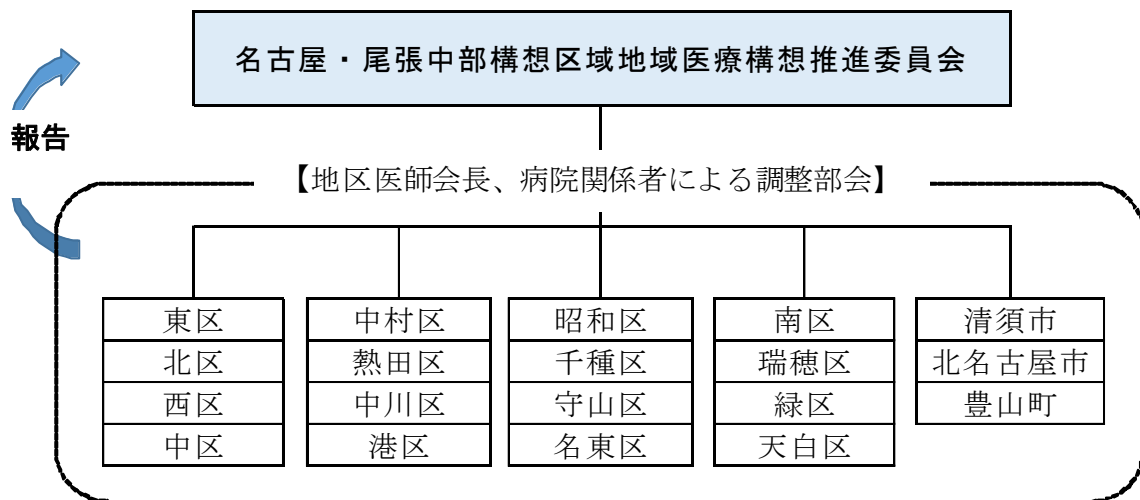 名古屋・尾張中部構想区域地域医療構想推進委員会
報告
【地区医師会長、病院関係者による調整部会】
東区 中村区 昭和区 南区 清須市
北区 熱田区 千種区 瑞穂区 北名古屋市
西区 中川区 守山区 緑区 豊山町
中区 港区 名東区 天白区